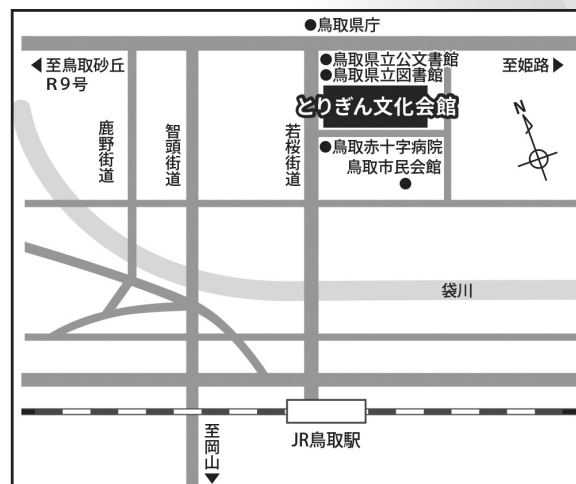 ●鳥取県庁
◀至鳥取砂丘
R9号
●鳥取県立公文書館
●鳥取県立図書館
至姫路▶
とりぎん文化会館
N
鹿野街道
智頭街道
若桜街道
●鳥取赤十字病院
鳥取市民会館
●
袋川
JR鳥取駅
至岡山▼